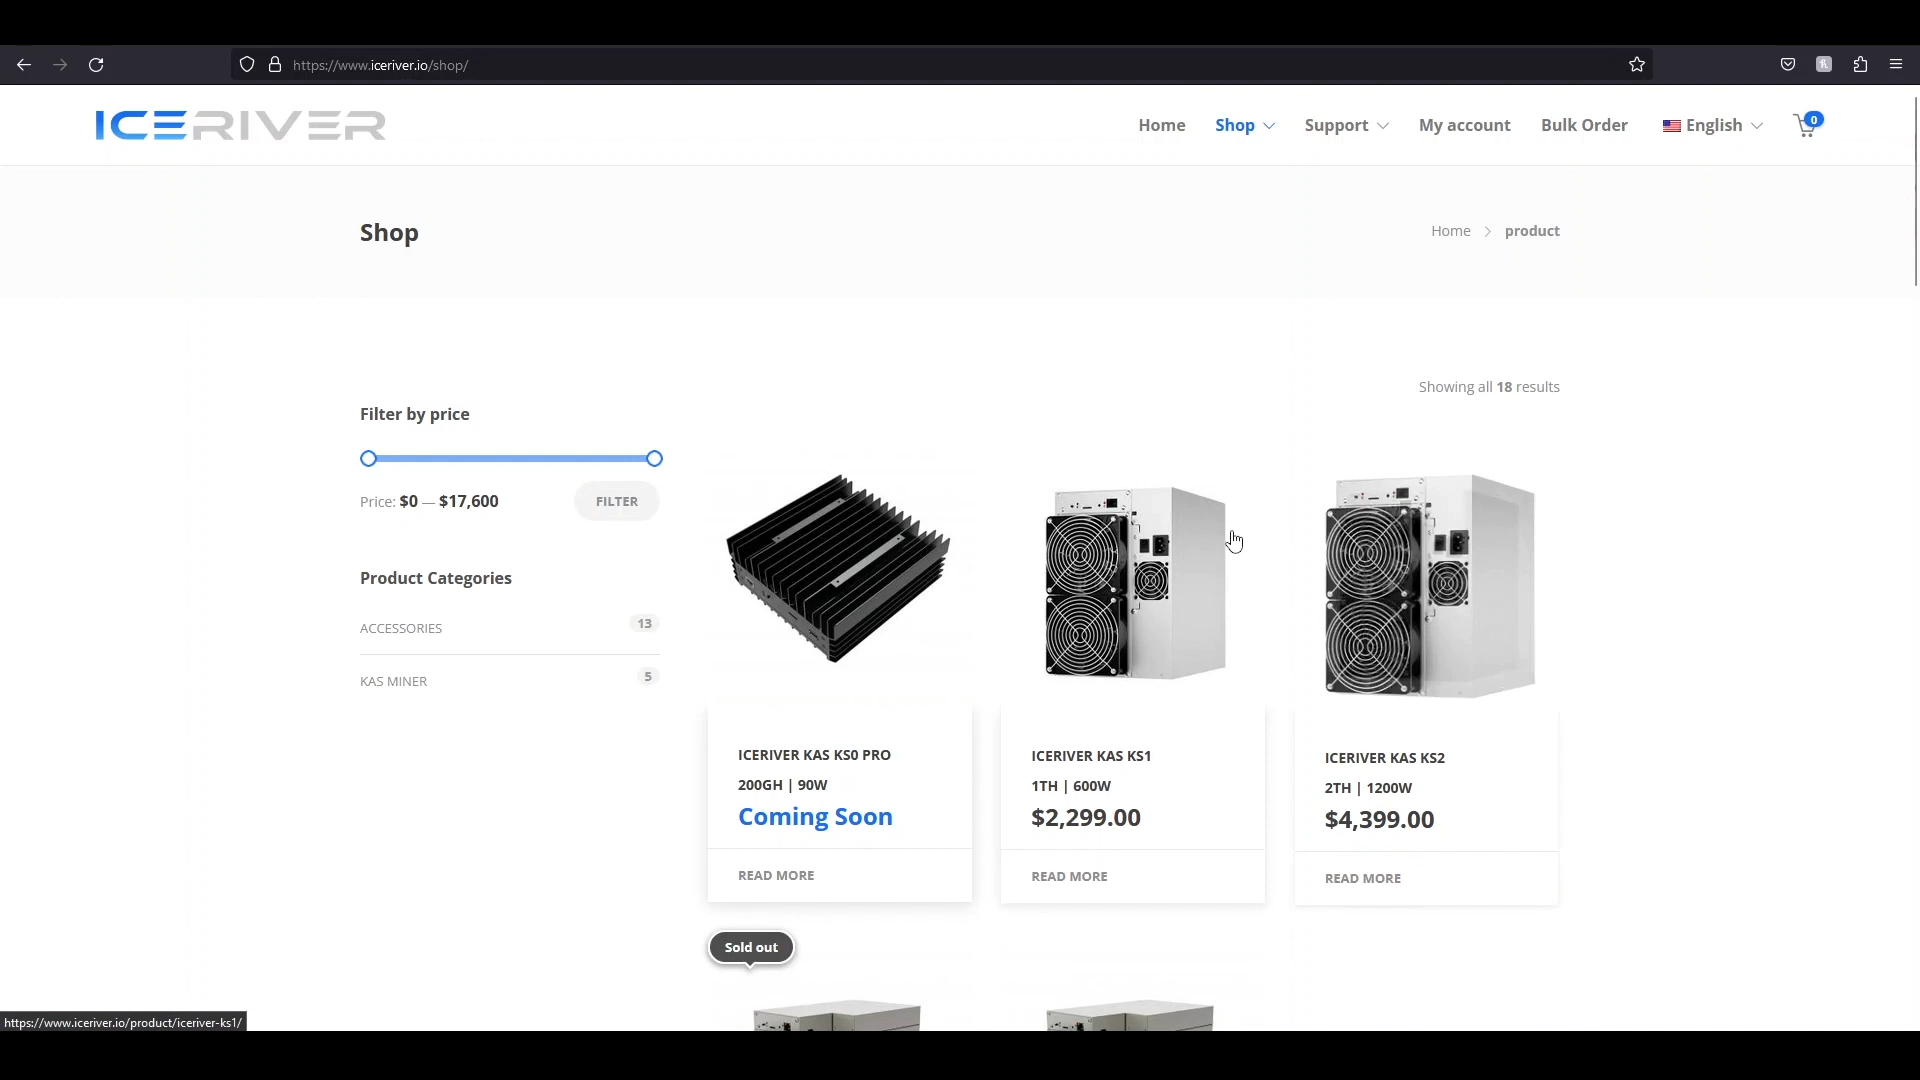 https://www.iceriver.io/shop/
ICERIVER
Home
Shop
Support
My account
Bulk Order
English
0
Shop
Home
product
Showing all 18 results
Filter by price
Price: $0 — $17,600
FILTER
Product Categories
ACCESSORIES
13
KAS MINER
5
ICERIVER KAS KS0 PRO
200GH | 90W
Coming Soon
READ MORE
ICERIVER KAS KS1
1TH | 600W
$2,299.00
READ MORE
ICERIVER KAS KS2
2TH | 1200W
$4,399.00
READ MORE
Sold out
https://www.iceriver.io/product/iceriver-ks1/